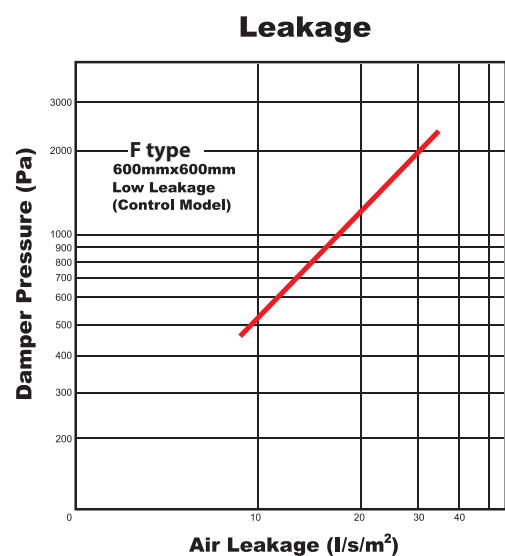 Leakage
Damper Pressure (Pa)
3000
2000
1000
900
800
700
600
500
400
300
200
F type
600mmx600mm
Low Leakage
(Control Model)
0
10
20
30
40
Air Leakage (l/s/m²)